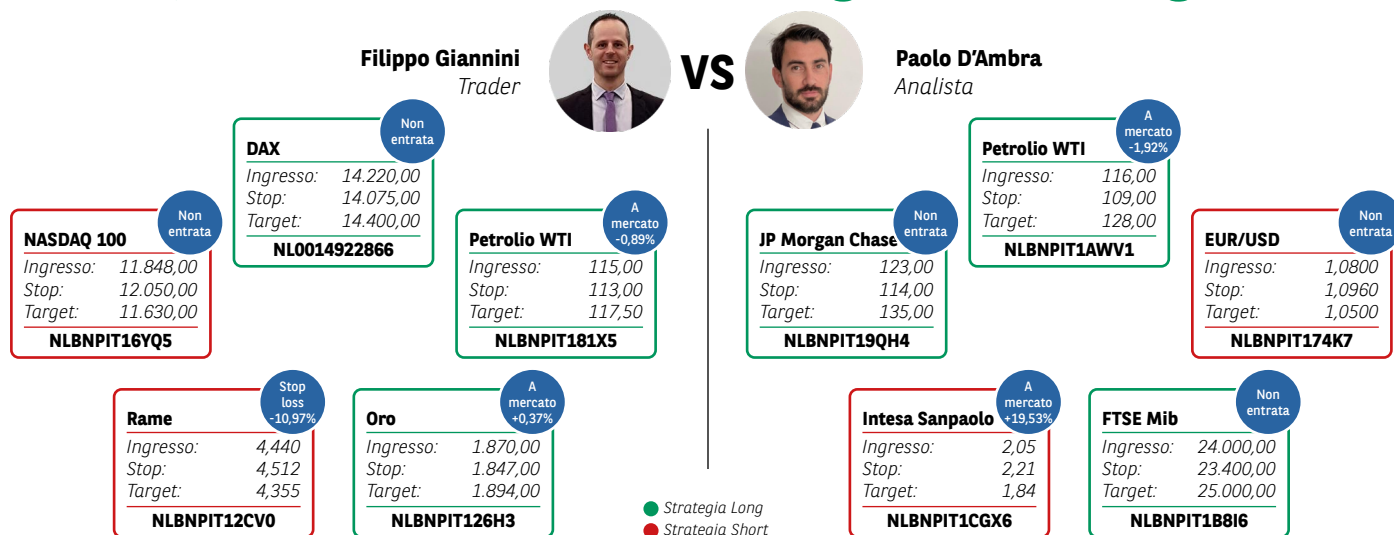 Filippo Giannini
Trader
VS
Paolo D'Ambra
Analista
DAX
Non
entrata
Ingresso: 14.220,00
Stop: 14.075,00
Target: 14.400,00
NL0014922866
NASDAQ 100
Non
entrata
Ingresso: 11.848,00
Stop: 12.050,00
Target: 11.630,00
NLBNPIT16YQ5
Petrolio WTI
A
mercato
-0,89%
Ingresso: 115,00
Stop: 113,00
Target: 117,50
NLBNPIT181X5
Rame
Stop
loss
-10,97%
Ingresso: 4,440
Stop: 4,512
Target: 4,355
NLBNPIT12CV0
Oro
A
mercato
+0,37%
Ingresso: 1.870,00
Stop: 1.847,00
Target: 1.894,00
NLBNPIT126H3
Petrolio WTI
A
mercato
-1,92%
Ingresso: 116,00
Stop: 109,00
Target: 128,00
NLBNPIT1AWV1
JP Morgan Chase
Non
entrata
Ingresso: 123,00
Stop: 114,00
Target: 135,00
NLBNPIT19QH4
EUR/USD
Non
entrata
Ingresso: 1,0800
Stop: 1,0960
Target: 1,0500
NLBNPIT174K7
Intesa Sanpaolo
A
mercato
+19,53%
Ingresso: 2,05
Stop: 2,21
Target: 1,84
NLBNPIT1CGX6
FTSE Mib
Non
entrata
Ingresso: 24.000,00
Stop: 23.400,00
Target: 25.000,00
NLBNPIT1B8I6
Strategia Long
Strategia Short